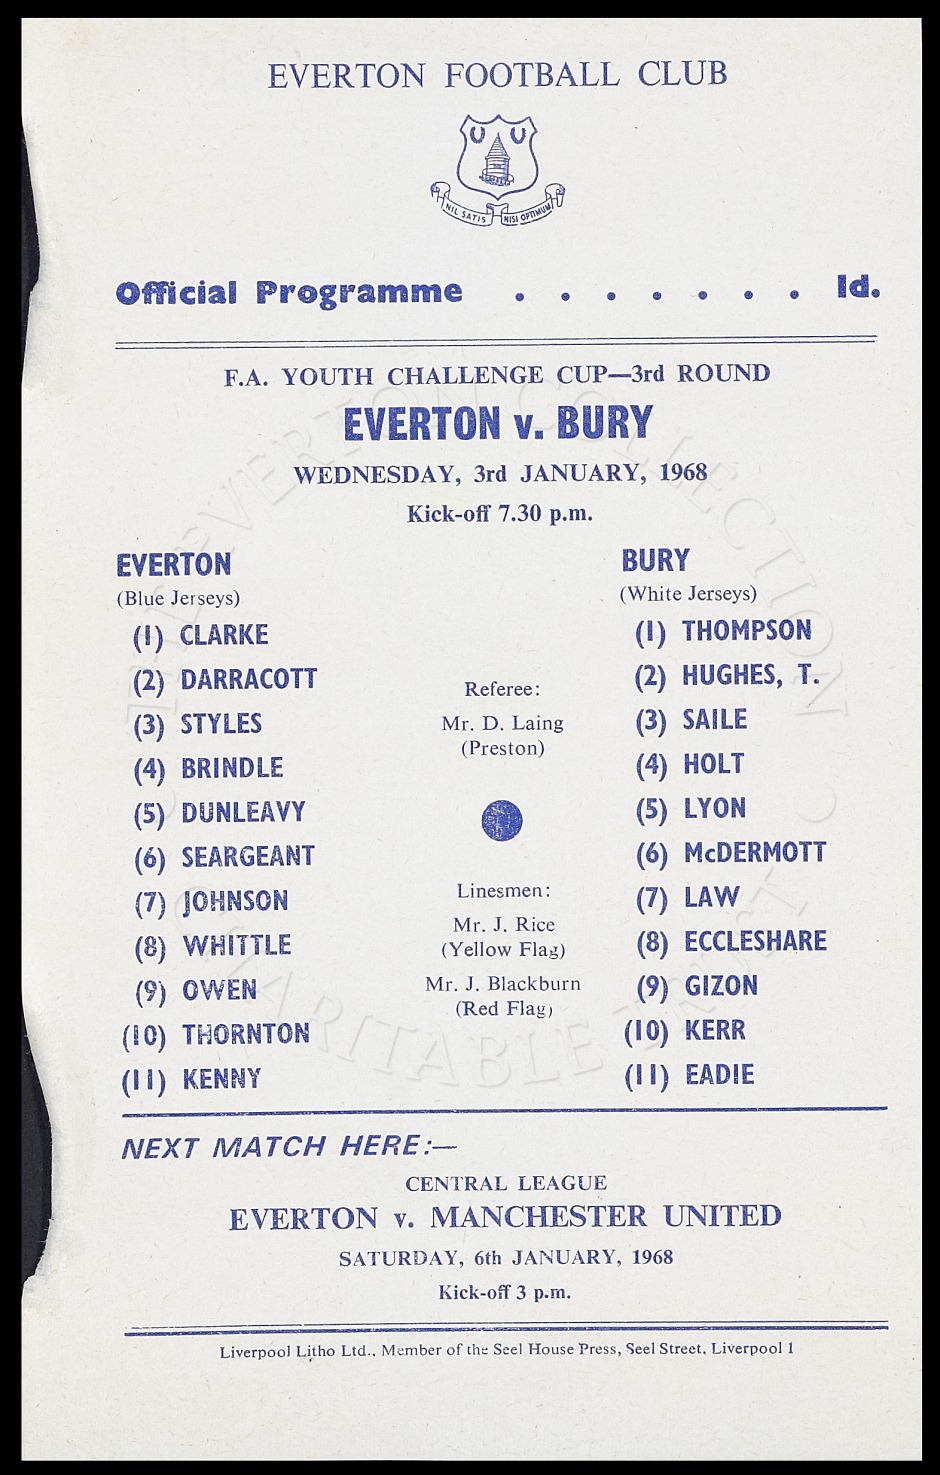 EVERTON FOOTBALL CLUB
NIL SATIS NISI OPTIMUM
Official Programme . . . . . . . 1d.
F.A. YOUTH CHALLENGE CUP—3rd ROUND
EVERTON v. BURY
WEDNESDAY, 3rd JANUARY, 1968
Kick-off 7.30 p.m.
EVERTON
(Blue Jerseys)
(1) CLARKE
(2) DARRACOTT
(3) STYLES
(4) BRINDLE
(5) DUNLEAVY
(6) SEARGEANT
(7) JOHNSON
(8) WHITTLE
(9) OWEN
(10) THORNTON
(11) KENNY
Referee:
Mr. D. Laing
(Preston)
Linesmen:
Mr. J. Rice
(Yellow Flag)
Mr. J. Blackburn
(Red Flag)
BURY
(White Jerseys)
(1) THOMPSON
(2) HUGHES, T.
(3) SAILE
(4) HOLT
(5) LYON
(6) McDERMOTT
(7) LAW
(8) ECCLESHARE
(9) GIZON
(10) KERR
(11) EADIE
NEXT MATCH HERE:—
CENTRAL LEAGUE
EVERTON v. MANCHESTER UNITED
SATURDAY, 6th JANUARY, 1968
Kick-off 3 p.m.
Liverpool Litho Ltd., Member of the Seel House Press, Seel Street, Liverpool 1
THE EVERTON COLLECTION
CHARITABLE TRUST